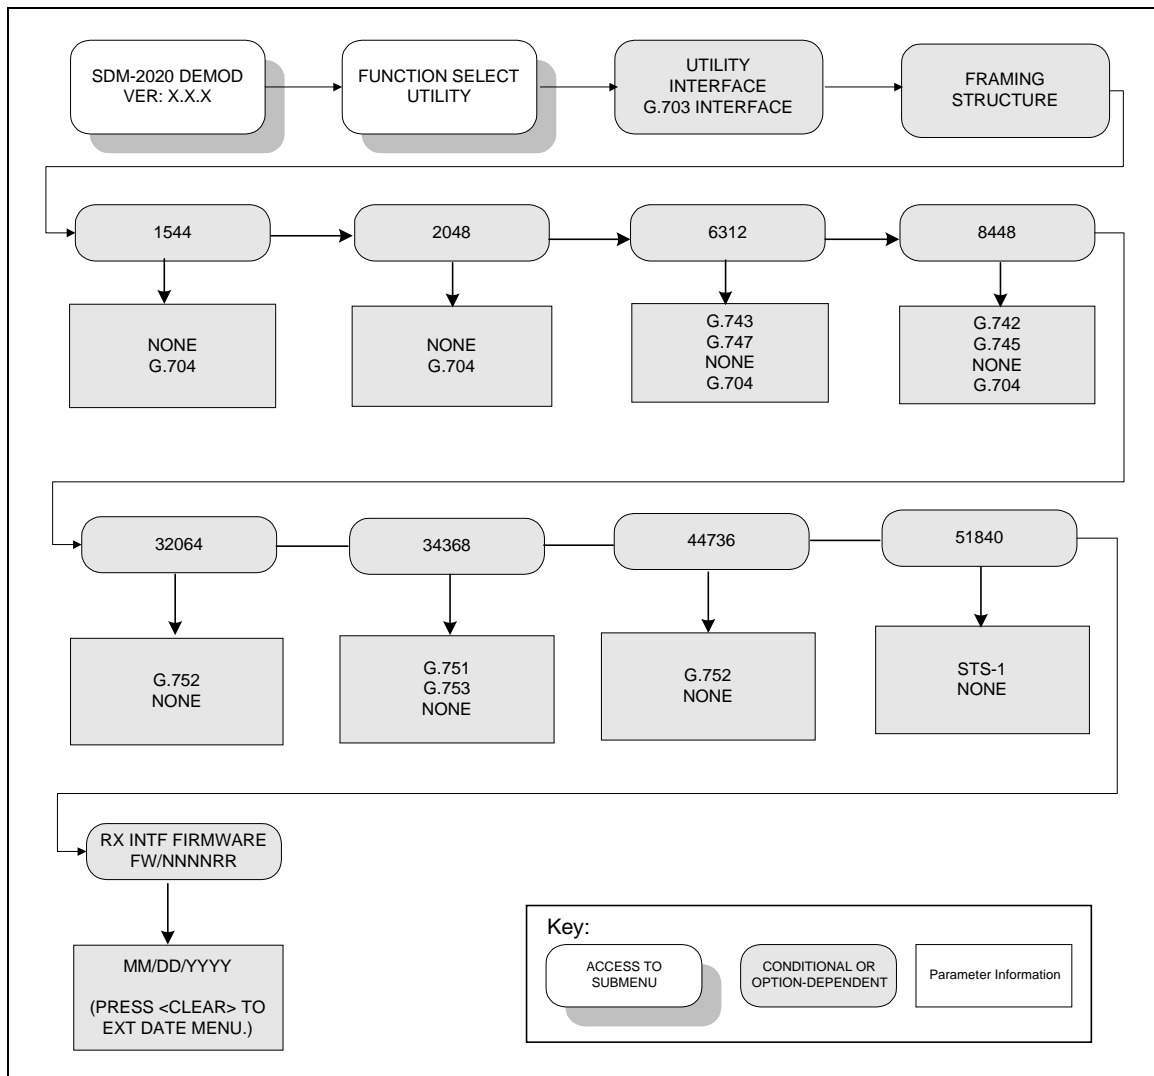 SDM-2020 DEMOD
VER: X.X.X
FUNCTION SELECT
UTILITY
UTILITY
INTERFACE
G.703 INTERFACE
FRAMING
STRUCTURE
1544
2048
6312
8448
NONE
G.704
NONE
G.704
G.743
G.747
NONE
G.704
G.742
G.745
NONE
G.704
32064
34368
44736
51840
G.752
NONE
G.751
G.753
NONE
G.752
NONE
STS-1
NONE
RX INTF FIRMWARE
FW/NNNNRR
MM/DD/YYYY
(PRESS <CLEAR> TO
EXT DATE MENU.)
Key:
ACCESS TO
SUBMENU
CONDITIONAL OR
OPTION-DEPENDENT
Parameter Information